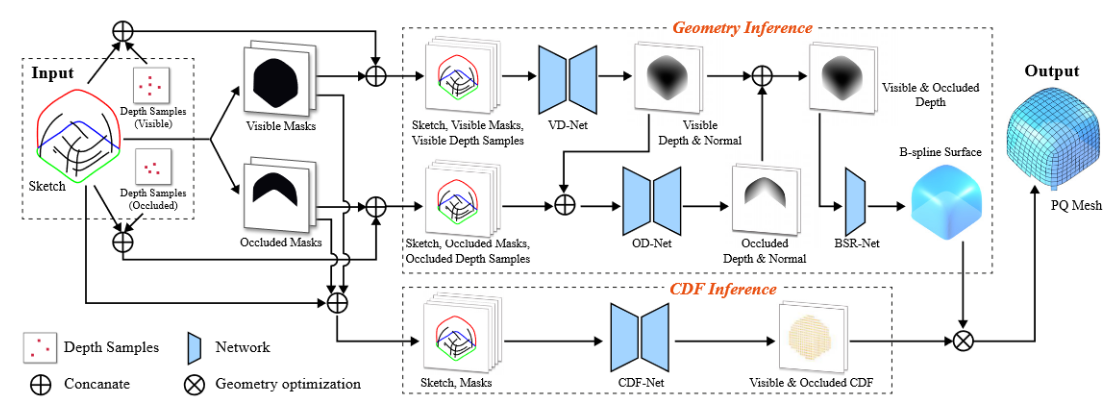 Geometry Inference
Input
Depth Samples
(Visible)
Sketch
Depth Samples
(Occluded)
Visible Masks
Occluded Masks
Sketch, Visible Masks,
Visible Depth Samples
VD-Net
Visible
Depth & Normal
Visible & Occluded
Depth
Sketch, Occluded Masks,
Occluded Depth Samples
OD-Net
Occluded
Depth & Normal
BSR-Net
B-spline Surface
Output
PQ Mesh
CDF Inference
Sketch, Masks
CDF-Net
Visible & Occluded CDF
Depth Samples
Network
Concanate
Geometry optimization